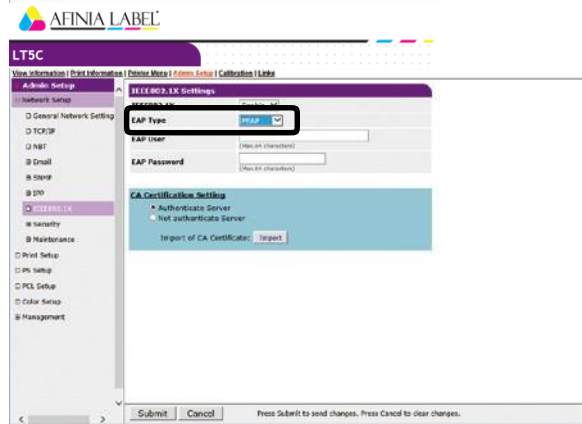 AFINIA LABEL
LT5C
View Information | Print Information | Printer Menu | Admin Setup | Calibration | Links
Admin Setup
Network Setup
General Network Setting
TCP/IP
NBT
Email
SNMP
IPP
IEEE802.1X
Security
Maintenance
Print Setup
PS Setup
PCL Setup
Color Setup
Management
IEEE802.1X Settings
IEEE802.1X Enable
EAP Type PEAP
EAP User
(Max.64 characters)
EAP Password
(Max.64 characters)
CA Certification Setting
Authenticate Server
Not authenticate Server
Import of CA Certificate: Import
Submit Cancel Press Submit to send changes. Press Cancel to clear changes.